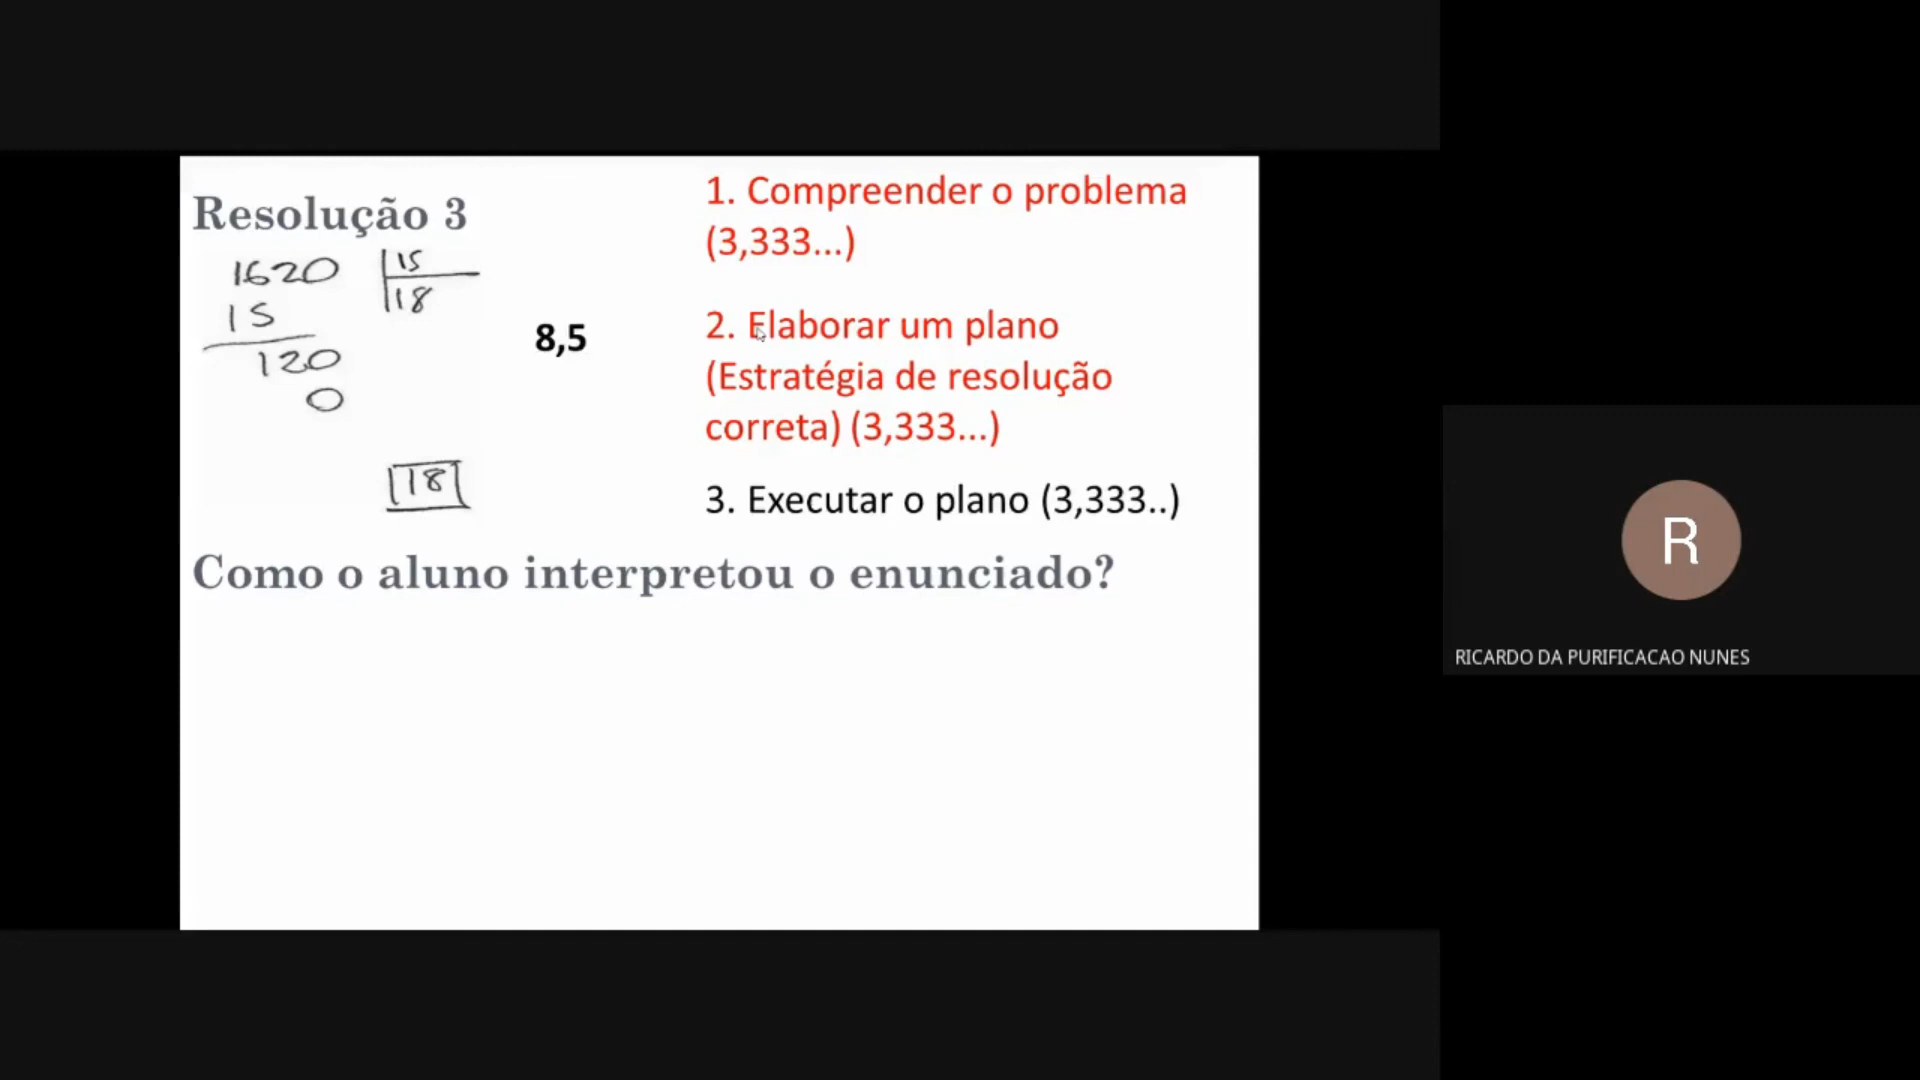 Resolução 3
1620 15
15 18
120
0
18
8,5
1. Compreender o problema
(3,333...)
2. Elaborar um plano
(Estratégia de resolução
correta) (3,333...)
3. Executar o plano (3,333..)
Como o aluno interpretou o enunciado?
R
RICARDO DA PURIFICACAO NUNES